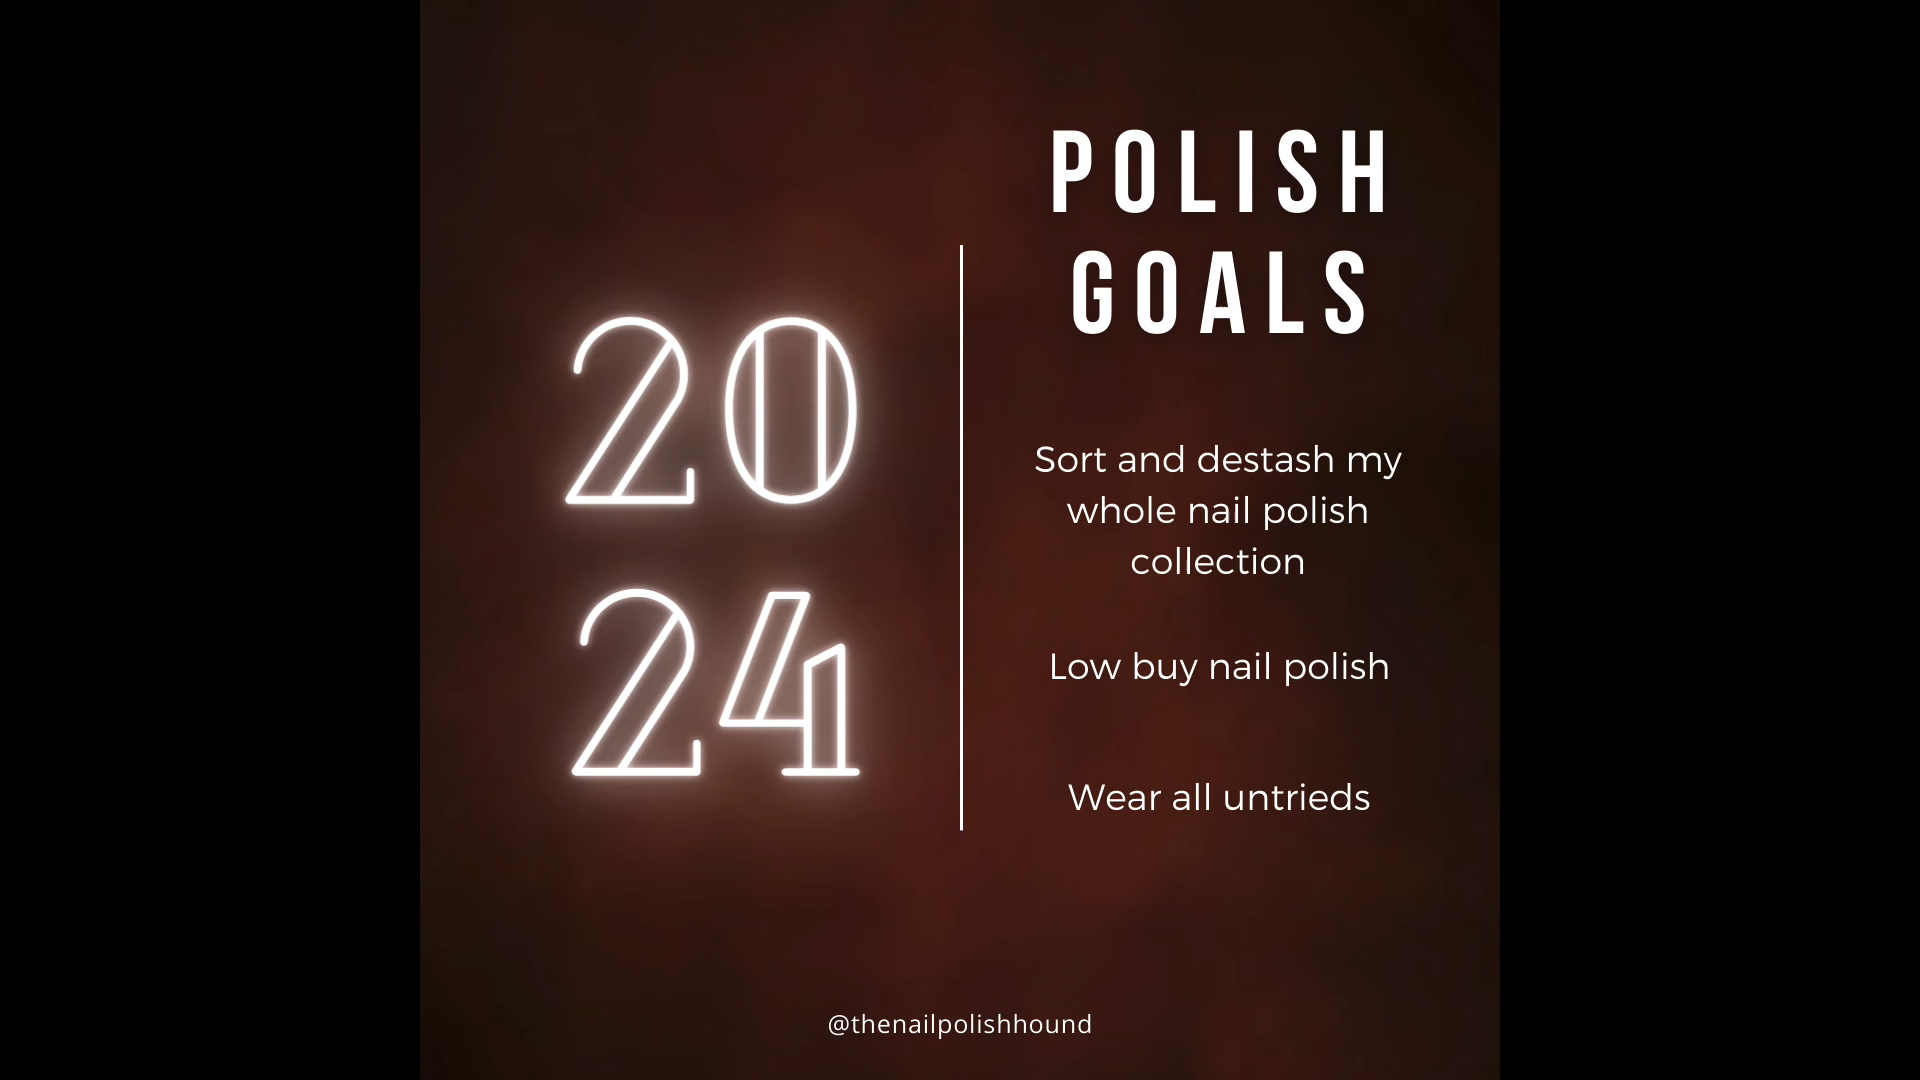 20
24
POLISH
GOALS
Sort and destash my
whole nail polish
collection
Low buy nail polish
Wear all untrieds
@thenailpolishhound